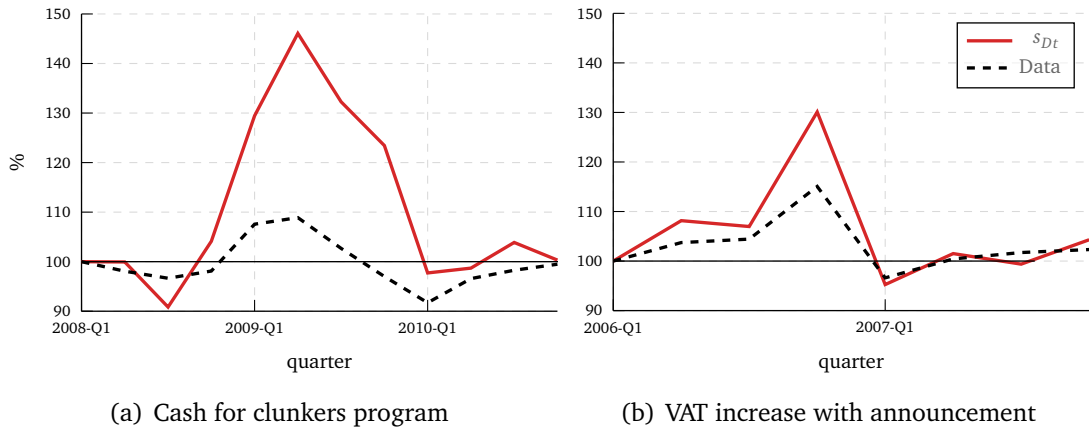 150
140
130
120
110
100
90
%
2008-Q1
2009-Q1
2010-Q1
quarter
(a) Cash for clunkers program
150
140
130
120
110
100
90
s_Dt
Data
2006-Q1
2007-Q1
quarter
(b) VAT increase with announcement